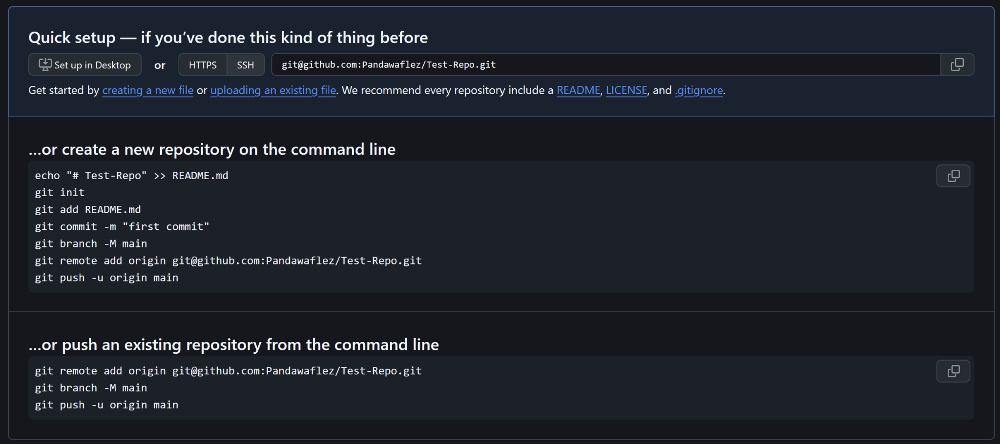 Quick setup — if you’ve done this kind of thing before
Set up in Desktop or HTTPS SSH git@github.com:Pandawaflez/Test-Repo.git
Get started by creating a new file or uploading an existing file. We recommend every repository include a README, LICENSE, and .gitignore.
…or create a new repository on the command line
echo "# Test-Repo" >> README.md
git init
git add README.md
git commit -m "first commit"
git branch -M main
git remote add origin git@github.com:Pandawaflez/Test-Repo.git
git push -u origin main
…or push an existing repository from the command line
git remote add origin git@github.com:Pandawaflez/Test-Repo.git
git branch -M main
git push -u origin main